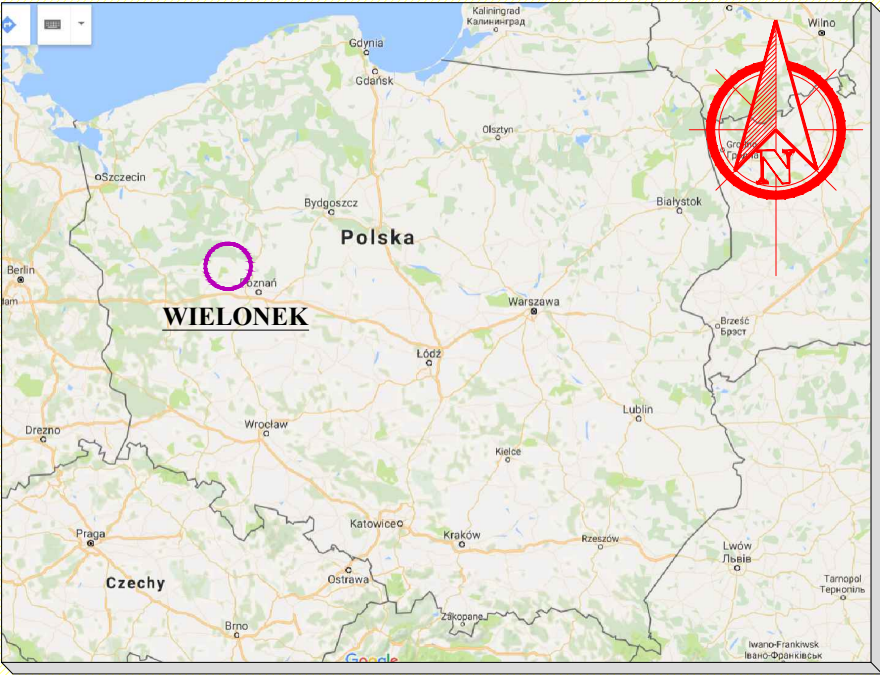 Kaliningrad
Калининград
Wilno
Gdynia
Gdańsk
Olsztyn
Szczecin
Bydgoszcz
Białystok
Polska
Berlin
Poznań
Warszawa
WIELONEK
Brześć
Брэст
Łódź
Lublin
Wrocław
Drezno
Kielce
Katowice
Praga
Kraków
Rzeszów
Lwów
Львів
Czechy
Ostrawa
Tarnopol
Тернопіль
Brno
Zakopane
Iwano-Frankiwsk
Івано-Франківськ
Google
N